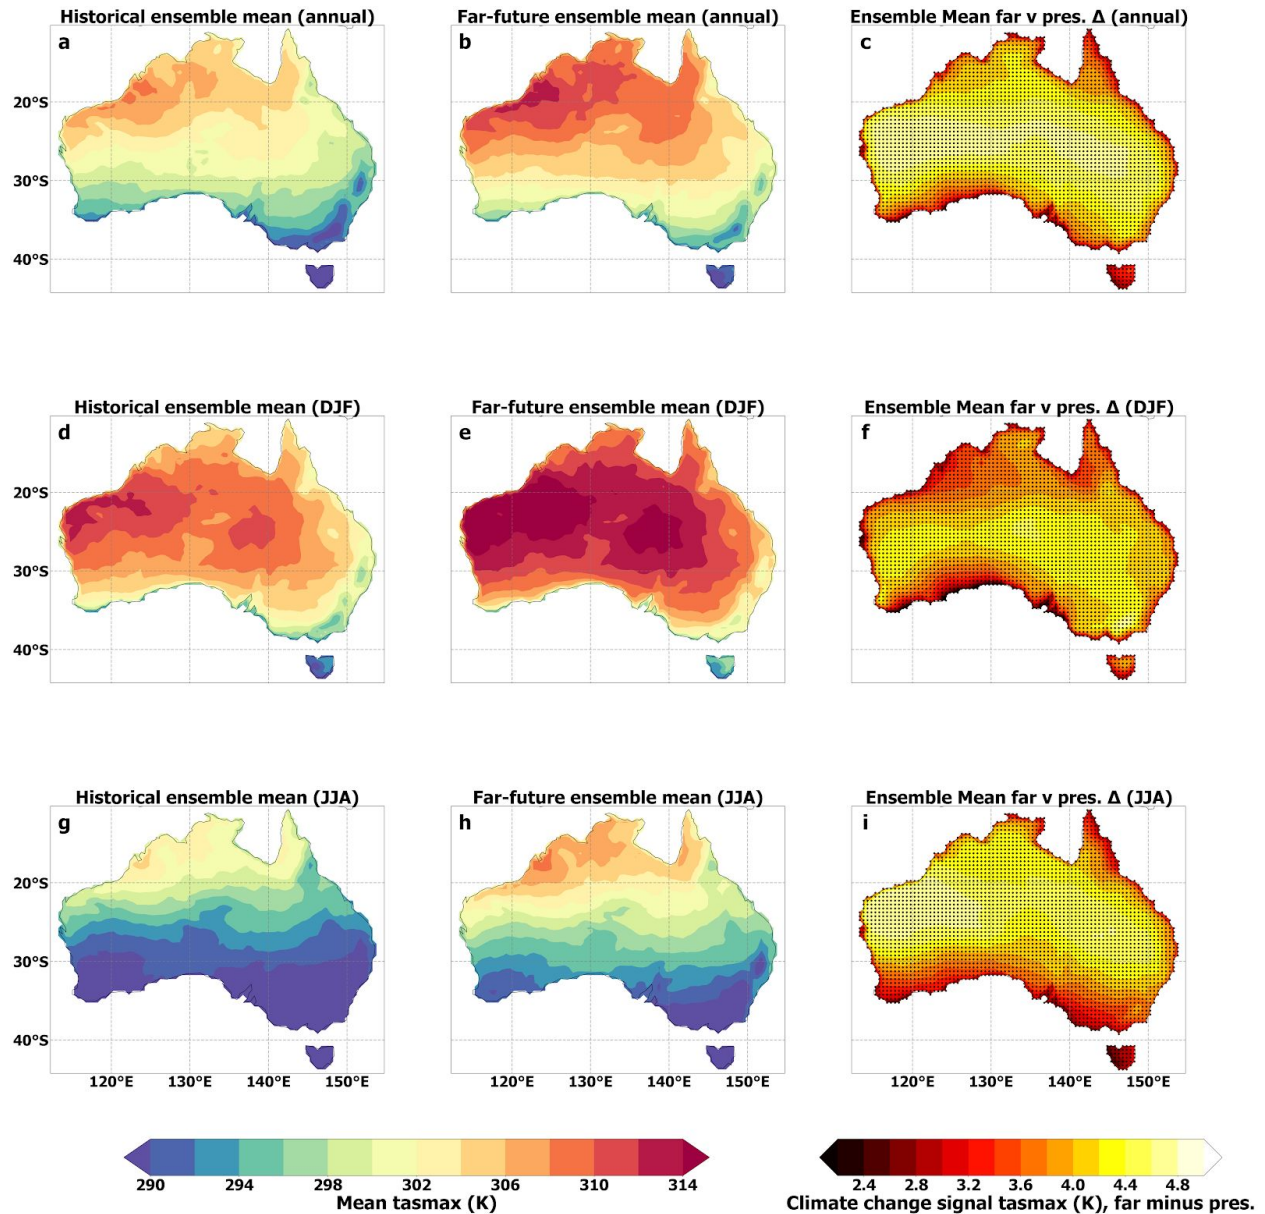 Historical ensemble mean (annual)
Far-future ensemble mean (annual)
Ensemble Mean far v pres. Δ (annual)
a
b
c
20°S
30°S
40°S
Historical ensemble mean (DJF)
Far-future ensemble mean (DJF)
Ensemble Mean far v pres. Δ (DJF)
d
e
f
20°S
30°S
40°S
Historical ensemble mean (JJA)
Far-future ensemble mean (JJA)
Ensemble Mean far v pres. Δ (JJA)
g
h
i
20°S
30°S
40°S
120°E 130°E 140°E 150°E
120°E 130°E 140°E 150°E
120°E 130°E 140°E 150°E
290 294 298 302 306 310 314
Mean tasmax (K)
2.4 2.8 3.2 3.6 4.0 4.4 4.8
Climate change signal tasmax (K), far minus pres.